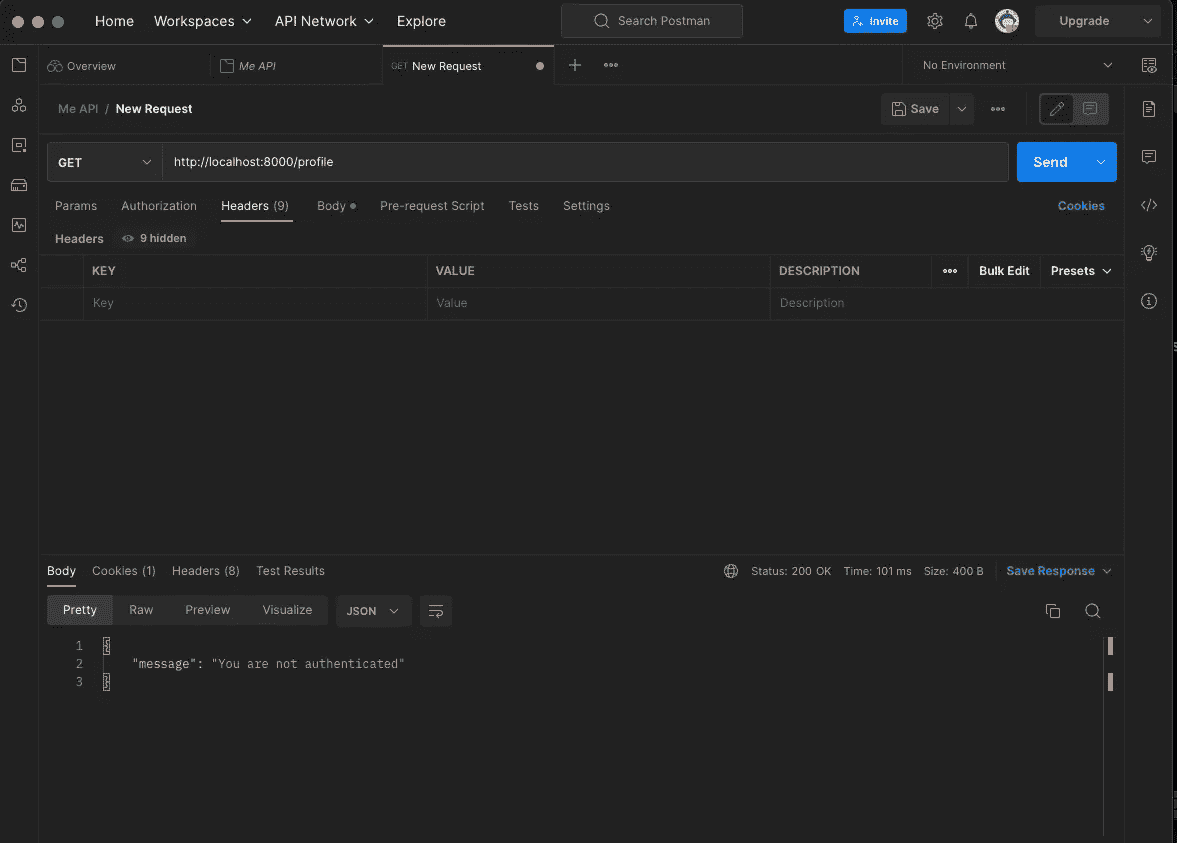 Home Workspaces API Network Explore Search Postman Invite Upgrade
Overview Me API GET New Request No Environment
Me API / New Request Save
GET http://localhost:8000/profile Send
Params Authorization Headers (9) Body Pre-request Script Tests Settings Cookies
Headers 9 hidden
KEY VALUE DESCRIPTION Bulk Edit Presets
Key Value Description
Body Cookies (1) Headers (8) Test Results Status: 200 OK Time: 101 ms Size: 400 B Save Response
Pretty Raw Preview Visualize JSON
1 {
2 "message": "You are not authenticated"
3 }